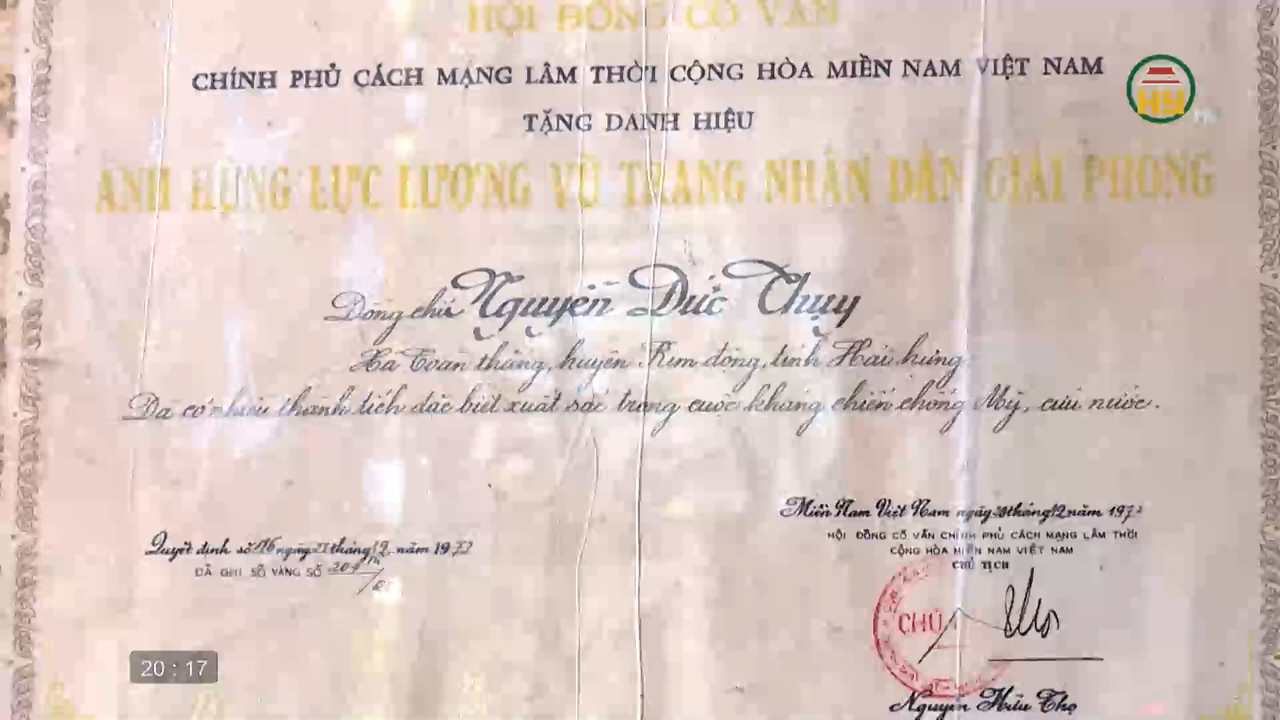 HỘI ĐỒNG CỐ VẤN
CHÍNH PHỦ CÁCH MẠNG LÂM THỜI CỘNG HÒA MIỀN NAM VIỆT NAM
HY
TẶNG DANH HIỆU
ANH HÙNG LỰC LƯỢNG VŨ TRANG NHÂN DÂN GIẢI PHÓNG
Đồng chí Nguyễn Đức Thụy
Xã Toàn thắng, huyện Kim động, tỉnh Hải hưng
Đã có nhiều thành tích đặc biệt xuất sắc trong cuộc kháng chiến chống Mỹ, cứu nước.
Miền Nam Việt Nam ngày 20 tháng 12 năm
HỘI ĐỒNG CỐ VẤN CHÍNH PHỦ CÁCH MẠNG LÂM THỜI
CỘNG HÒA MIỀN NAM VIỆT NAM
CHỦ TỊCH
Quyết định số ngày tháng năm
ĐÃ GHI SỔ VÀNG SỐ
CHỦ
20 : 17
Nguyễn Hữu Thọ